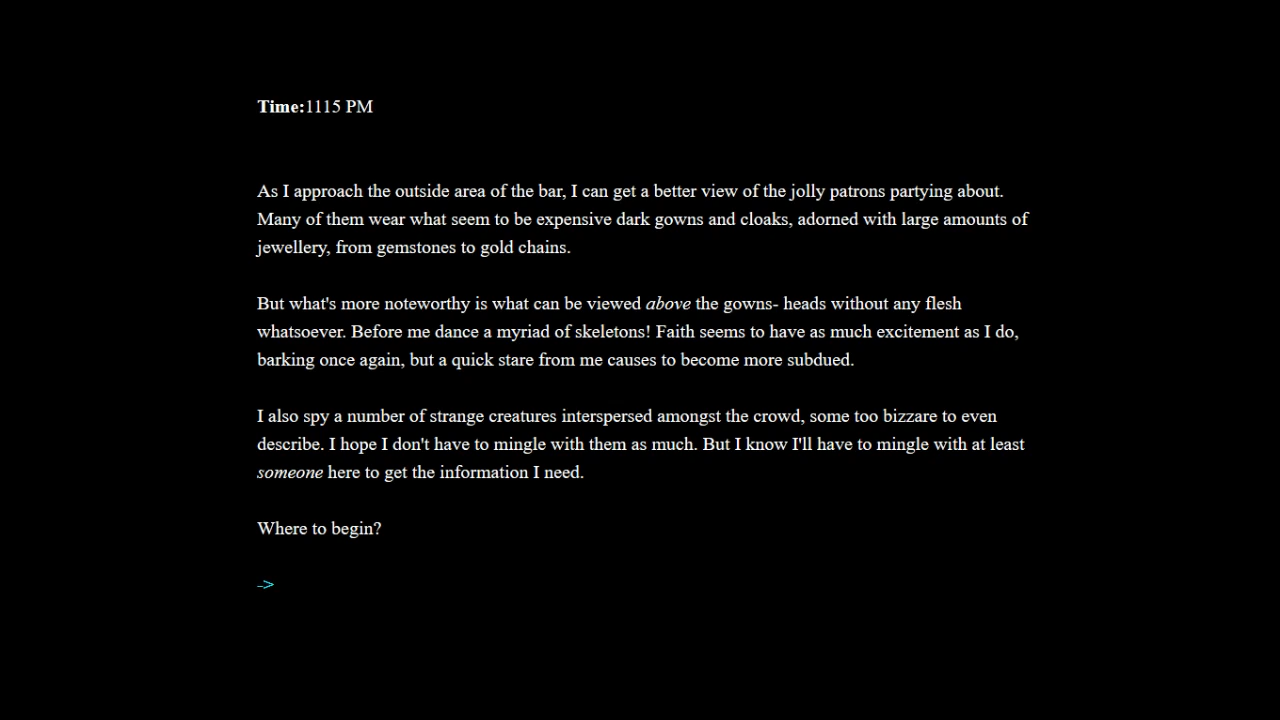 Time:1115 PM
As I approach the outside area of the bar, I can get a better view of the jolly patrons partying about.
Many of them wear what seem to be expensive dark gowns and cloaks, adorned with large amounts of
jewellery, from gemstones to gold chains.
But what's more noteworthy is what can be viewed above the gowns- heads without any flesh
whatsoever. Before me dance a myriad of skeletons! Faith seems to have as much excitement as I do,
barking once again, but a quick stare from me causes to become more subdued.
I also spy a number of strange creatures interspersed amongst the crowd, some too bizzare to even
describe. I hope I don't have to mingle with them as much. But I know I'll have to mingle with at least
someone here to get the information I need.
Where to begin?
->